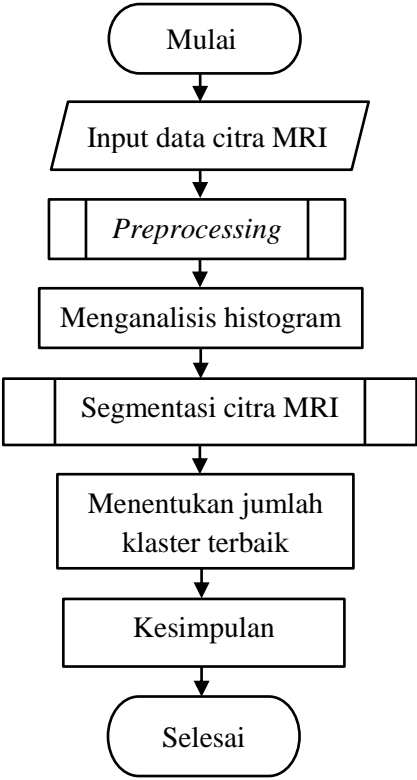 Mulai
Input data citra MRI
Preprocessing
Menganalisis histogram
Segmentasi citra MRI
Menentukan jumlah
klaster terbaik
Kesimpulan
Selesai